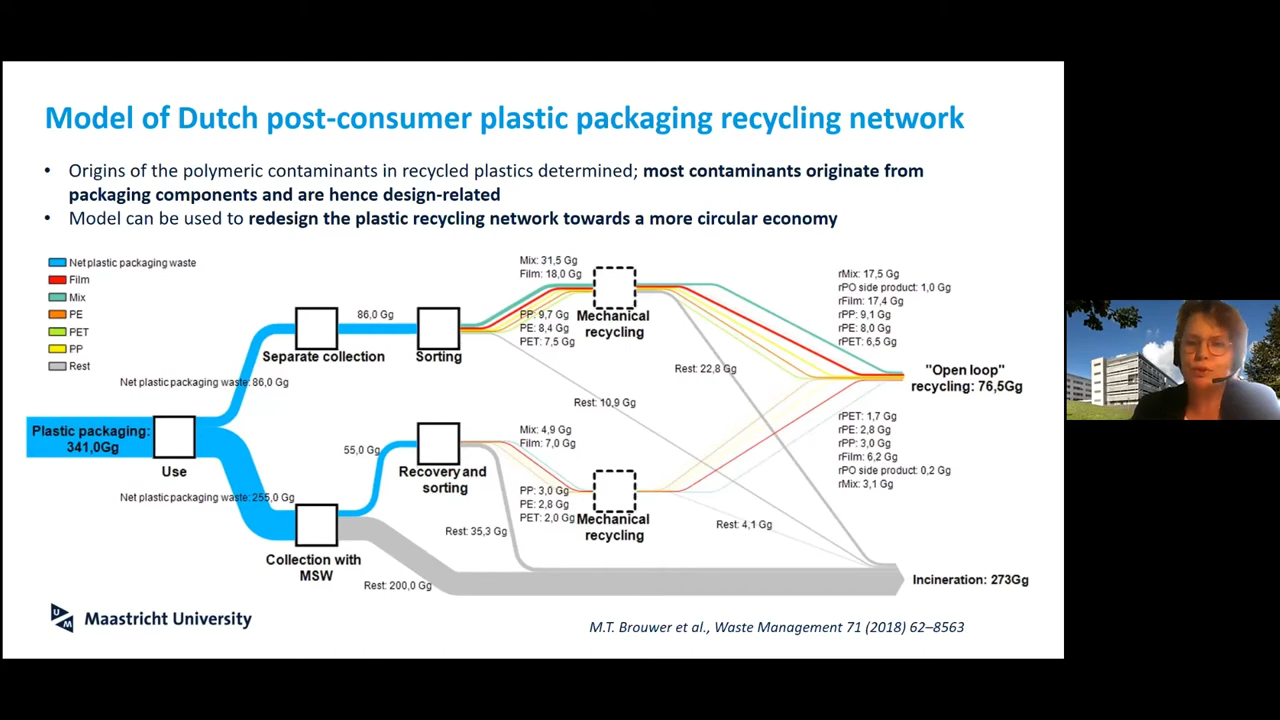 Model of Dutch post-consumer plastic packaging recycling network
• Origins of the polymeric contaminants in recycled plastics determined; most contaminants originate from
packaging components and are hence design-related
• Model can be used to redesign the plastic recycling network towards a more circular economy
Net plastic packaging waste
Film
Mix
PE
PET
PP
Rest
Plastic packaging:
341,0Gg
Use
Net plastic packaging waste: 86,0 Gg
Net plastic packaging waste: 255,0 Gg
Separate collection
86,0 Gg
Sorting
Collection with
MSW
55,0 Gg
Recovery and
sorting
Rest: 200,0 Gg
Rest: 35,3 Gg
Mix: 31,5 Gg
Film: 18,0 Gg
PP: 9,7 Gg
PE: 8,4 Gg
PET: 7,5 Gg
Mechanical
recycling
Rest: 10,9 Gg
Rest: 22,8 Gg
Mix: 4,9 Gg
Film: 7,0 Gg
PP: 3,0 Gg
PE: 2,8 Gg
PET: 2,0 Gg
Mechanical
recycling
Rest: 4,1 Gg
rMix: 17,5 Gg
rPO side product: 1,0 Gg
rFilm: 17,4 Gg
rPP: 9,1 Gg
rPE: 8,0 Gg
rPET: 6,5 Gg
"Open loop"
recycling: 76,5Gg
rPET: 1,7 Gg
rPE: 2,8 Gg
rPP: 3,0 Gg
rFilm: 6,2 Gg
rPO side product: 0,2 Gg
rMix: 3,1 Gg
Incineration: 273Gg
UM
Maastricht University
M.T. Brouwer et al., Waste Management 71 (2018) 62–8563